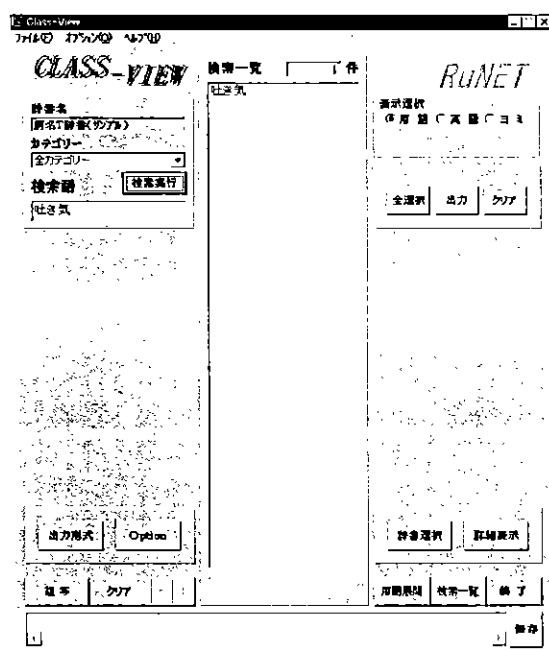 Class-View
ファイル(F) オプション(O) ヘルプ(H)
CLASS-VIEW
辞書名
病名T辞書(サンプル)
カテゴリー
全カテゴリー
検索語
検索実行
吐き気
検索一覧 1 件
吐き気
RuNET
表示選択
全選択 出力 クリア
出力形式 Option
辞書選択 詳細表示
クリア
用語展開 検索一覧 終了
保存